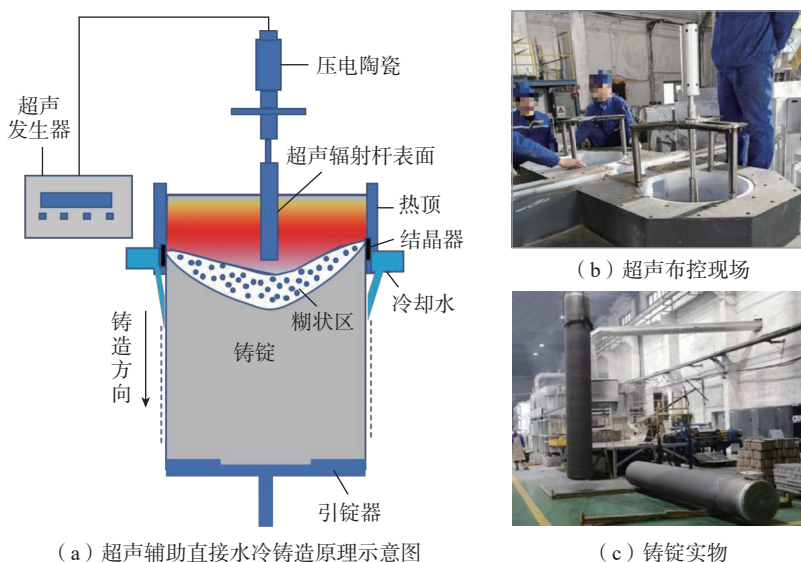 压电陶瓷
超声
发生器
超声辐射杆表面
热顶
结晶器
冷却水
糊状区
铸造方向
铸锭
引锭器
（a）超声辅助直接水冷铸造原理示意图
（b）超声布控现场
（c）铸锭实物